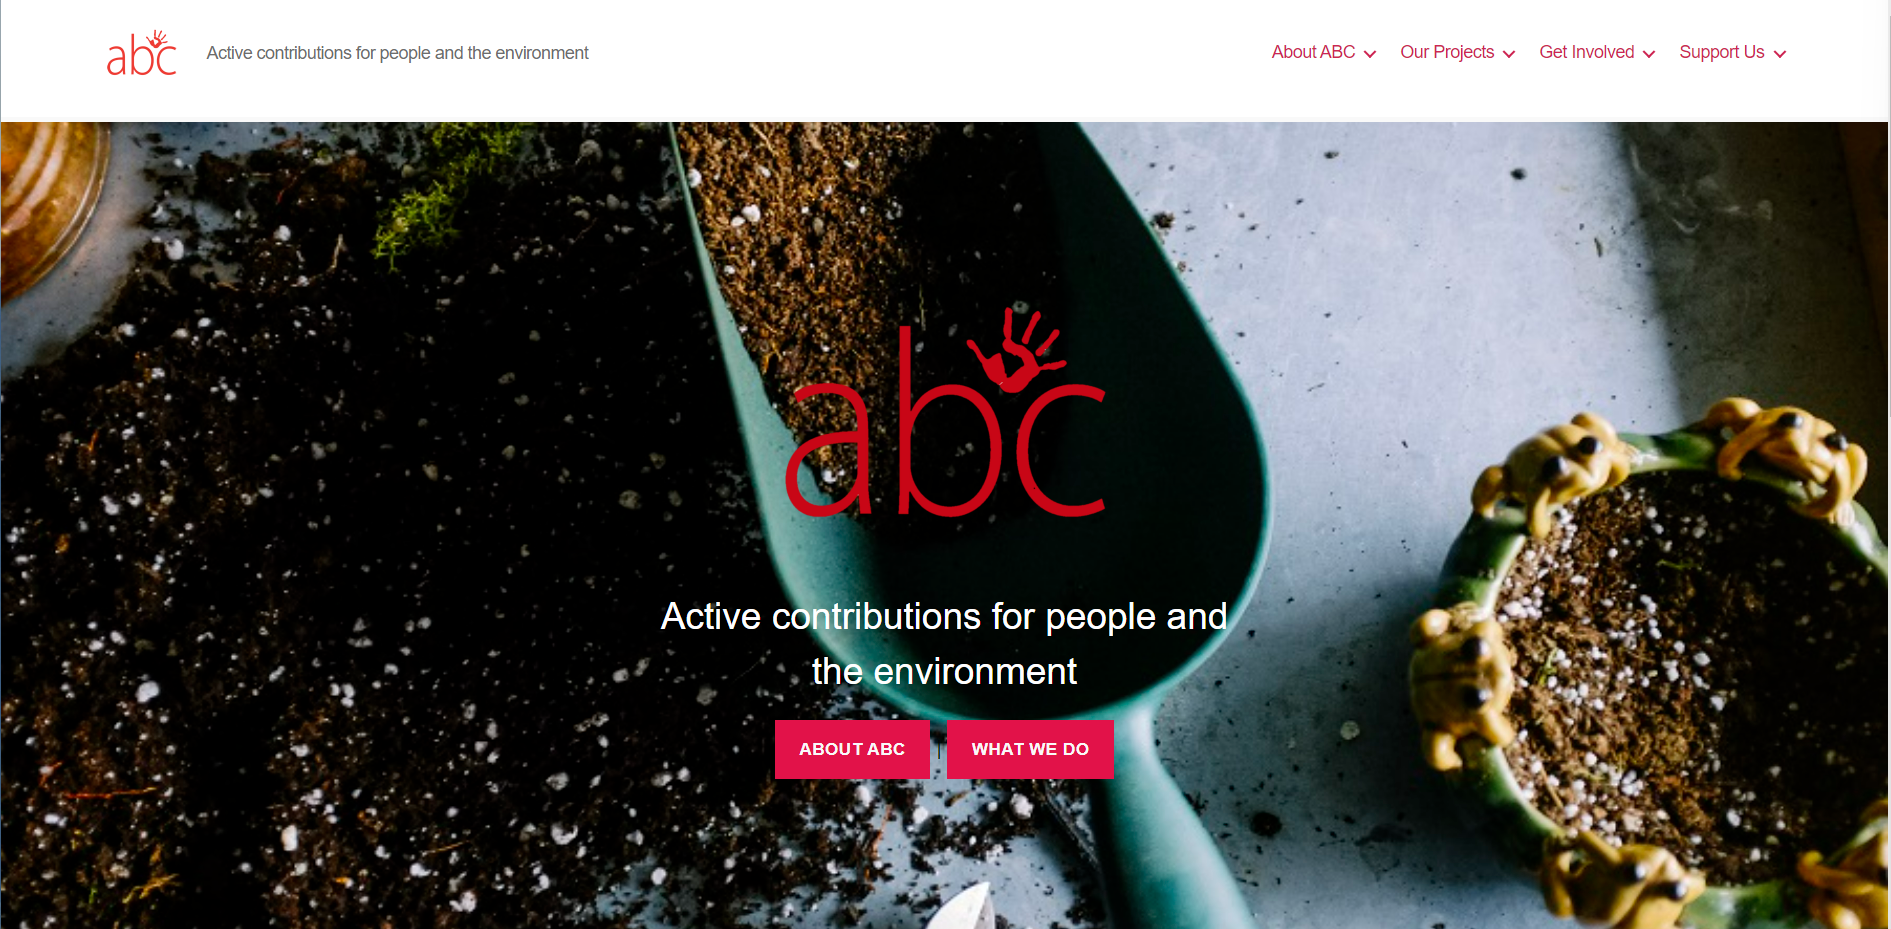 abc
Active contributions for people and the environment
About ABC
Our Projects
Get Involved
Support Us
abc
Active contributions for people and
the environment
ABOUT ABC | WHAT WE DO